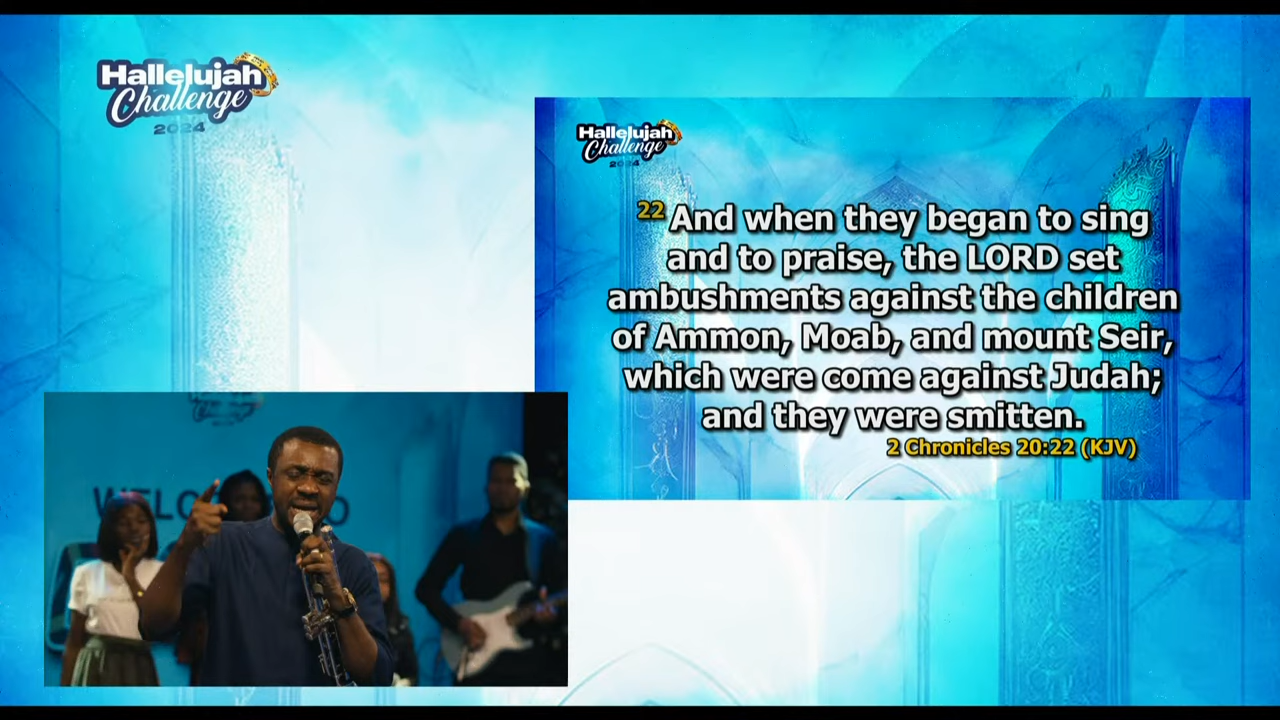 Hallelujah
Challenge
2024
Hallelujah
Challenge
2024
22 And when they began to sing
and to praise, the LORD set
ambushments against the children
of Ammon, Moab, and mount Seir,
which were come against Judah;
and they were smitten.
2 Chronicles 20:22 (KJV)
Challenge